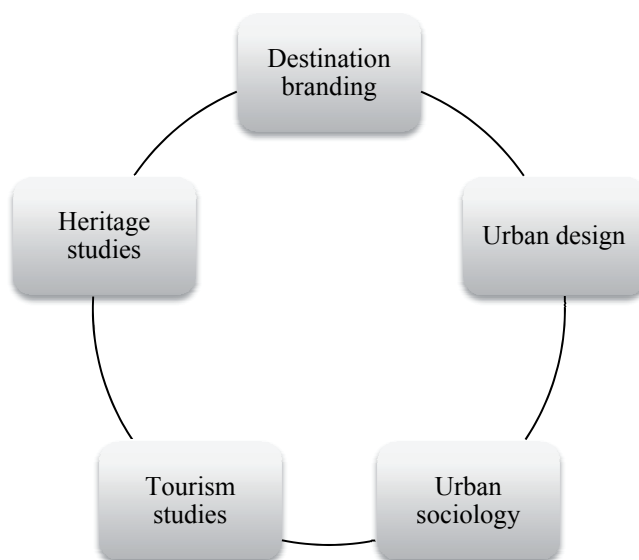 Destination
branding
Urban design
Urban
sociology
Tourism
studies
Heritage
studies